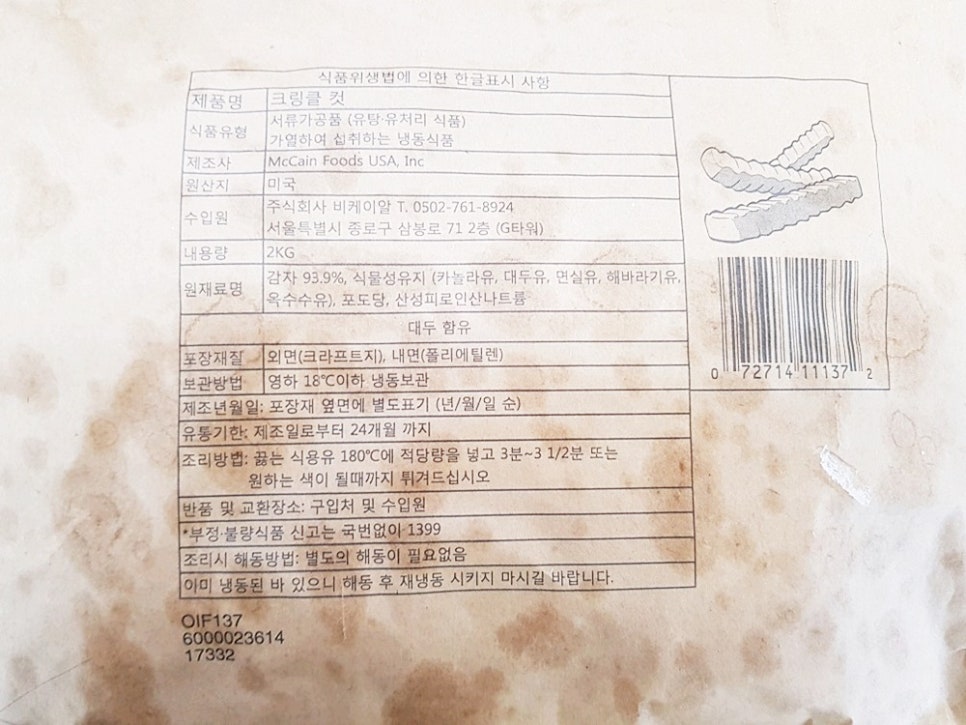 식품위생법에 의한 한글표시 사항
제품명 크링클 컷
식품유형 서류가공품 (유탕·유처리 식품)
가열하여 섭취하는 냉동식품
제조사 McCain Foods USA, Inc
원산지 미국
수입원 주식회사 비케이알 T. 0502-761-8924
서울특별시 종로구 삼봉로 71 2층 (G타워)
내용량 2KG
원재료명 감자 93.9%, 식물성유지 (카놀라유, 대두유, 면실유, 해바라기유,
옥수수유), 포도당, 산성피로인산나트륨
대두 함유
포장재질 외면(크라프트지), 내면(폴리에틸렌)
보관방법 영하 18℃이하 냉동보관
제조년월일: 포장재 옆면에 별도표기 (년/월/일 순)
유통기한: 제조일로부터 24개월 까지
조리방법: 끓는 식용유 180℃에 적당량을 넣고 3분~3 1/2분 또는
원하는 색이 될때까지 튀겨드십시오
반품 및 교환장소: 구입처 및 수입원
*부정·불량식품 신고는 국번없이 1399
조리시 해동방법: 별도의 해동이 필요없음
이미 냉동된 바 있으니 해동 후 재냉동 시키지 마시길 바랍니다.
0 72714 11137 2
OIF137
6000023614
17332